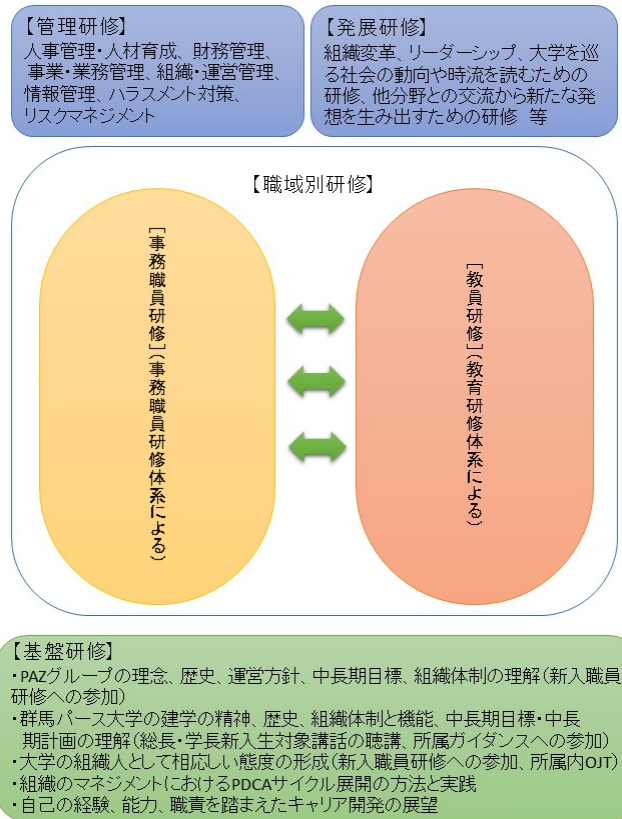 【管理研修】
人事管理・人材育成、財務管理、
事業・業務管理、組織・運営管理、
情報管理、ハラスメント対策、
リスクマネジメント
【発展研修】
組織変革、リーダーシップ、大学を巡
る社会の動向や時流を読むための
研修、他分野との交流から新たな発
想を生み出すための研修 等
【職域別研修】
［事務職員研修］（事務職員研修体系による）
［教員研修］（教育研修体系による）
【基盤研修】
・PAZグループの理念、歴史、運営方針、中長期目標、組織体制の理解（新入職員
研修への参加）
・群馬パース大学の建学の精神、歴史、組織体制と機能、中長期目標・中長
期計画の理解（総長・学長新入生対象講話の聴講、所属ガイダンスへの参加）
・大学の組織人として相応しい態度の形成（新入職員研修への参加、所属内OJT）
・組織のマネジメントにおけるPDCAサイクル展開の方法と実践
・自己の経験、能力、職責を踏まえたキャリア開発の展望